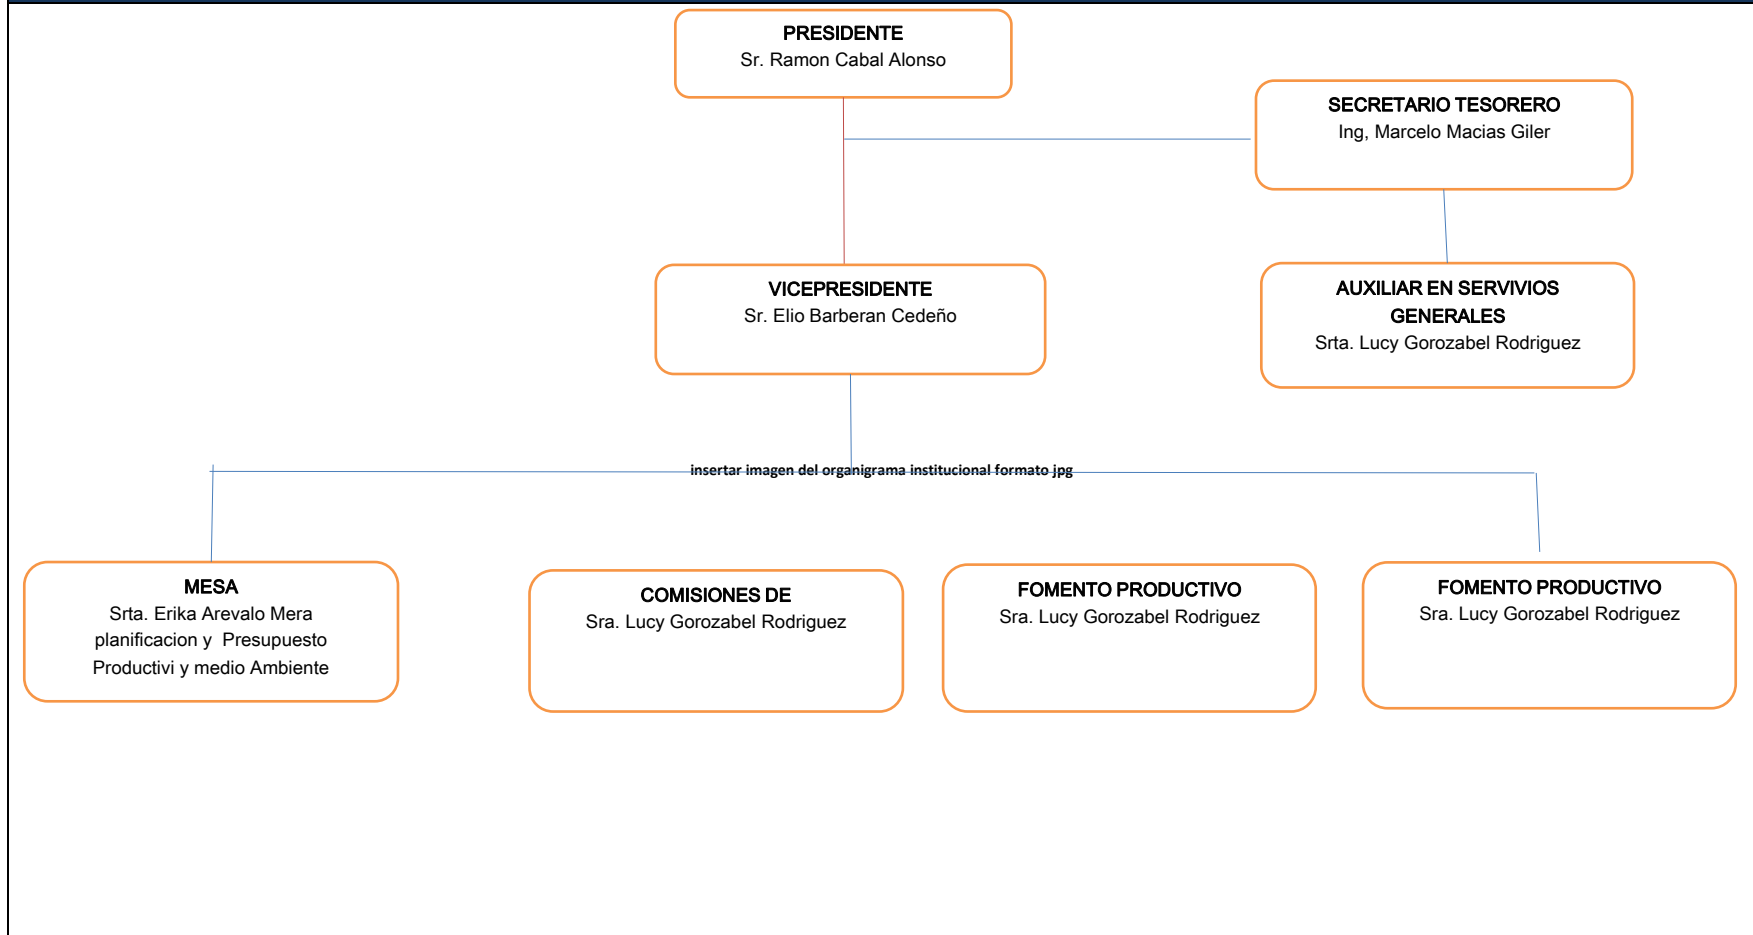 PRESIDENTE
Sr. Ramon Cabal Alonso
SECRETARIO TESORERO
Ing, Marcelo Macias Giler
VICEPRESIDENTE
Sr. Elio Barberan Cedeño
AUXILIAR EN SERVIVIOS
GENERALES
Srta. Lucy Gorozabel Rodriguez
insertar imagen del organigrama institucional formato jpg
MESA
Srta. Erika Arevalo Mera
planificacion y  Presupuesto
Productivi y medio Ambiente
COMISIONES DE
Sra. Lucy Gorozabel Rodriguez
FOMENTO PRODUCTIVO
Sra. Lucy Gorozabel Rodriguez
FOMENTO PRODUCTIVO
Sra. Lucy Gorozabel Rodriguez